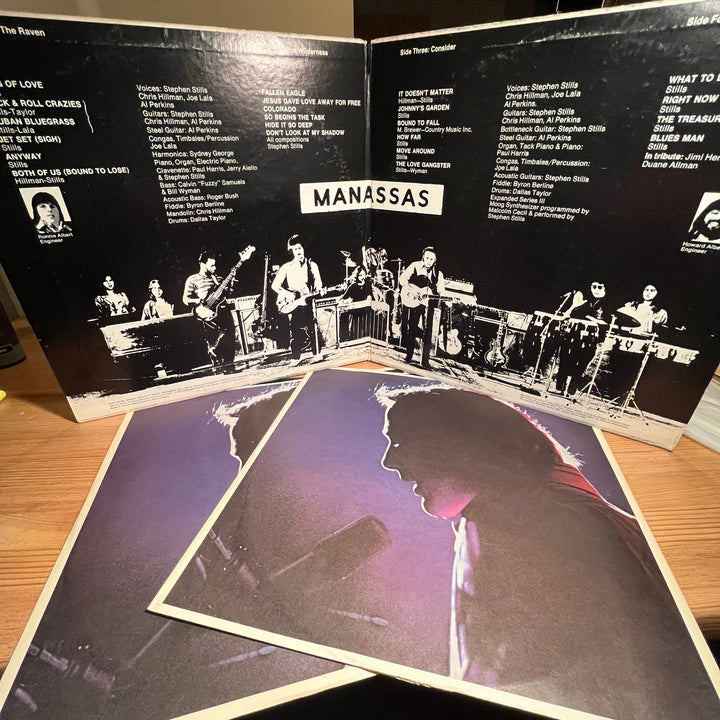 The Raven
Wilderness
OF LOVE
CK & ROLL CRAZIES
lls-Taylor
UBAN BLUEGRASS
tills-Lala
JET SET (SIGH)
Stills
ANYWAY
Stills
BOTH OF US (BOUND TO LOSE)
Hillman-Stills
Ronnie Albert
Engineer
Voices: Stephen Stills
Chris Hillman, Joe Lala
Al Perkins
Guitars: Stephen Stills
Chris Hillman, Al Perkins
Steel Guitar: Al Perkins
Congas, Timbales/Percussion
Joe Lala
Harmonica: Sydney George
Piano, Organ, Electric Piano,
Clavenette: Paul Harris, Jerry Aiello
& Stephen Stills
Bass: Calvin "Fuzzy" Samuels
& Bill Wyman
Acoustic Bass: Roger Bush
Fiddle: Byron Berline
Mandolin: Chris Hillman
Drums: Dallas Taylor
FALLEN EAGLE
JESUS GAVE LOVE AWAY FOR FREE
COLORADO
SO BEGINS THE TASK
HIDE IT SO DEEP
DON'T LOOK AT MY SHADOW
All compositions
Stephen Stills
MANASSAS
Side Three: Consider
IT DOESN'T MATTER
Hillman-Stills
JOHNNY'S GARDEN
Stills
BOUND TO FALL
M. Brewer-Country Music Inc.
HOW FAR
Stills
MOVE AROUND
Stills
THE LOVE GANGSTER
Stills-Wyman
Voices: Stephen Stills
Chris Hillman, Joe Lala
Al Perkins.
Guitars: Stephen Stills
Chris Hillman, Al Perkins
Bottleneck Guitar: Stephen Stills
Steel Guitar: Al Perkins
Organ, Tack Piano & Piano:
Paul Harris
Congas, Timbales/Percussion:
Joe Lala
Acoustic Guitars: Stephen Stills
Fiddle: Byron Berline
Drums: Dallas Taylor
Expanded Series III
Moog Synthesizer programmed by
Malcolm Cecil & performed by
Stephen Stills
Side F
WHAT TO
Stills
RIGHT NOW
Stills
THE TREASUR
Stills
BLUES MAN
Stills
In tribute: Jimi He
Duane Allman
Howard Albe
Engineer